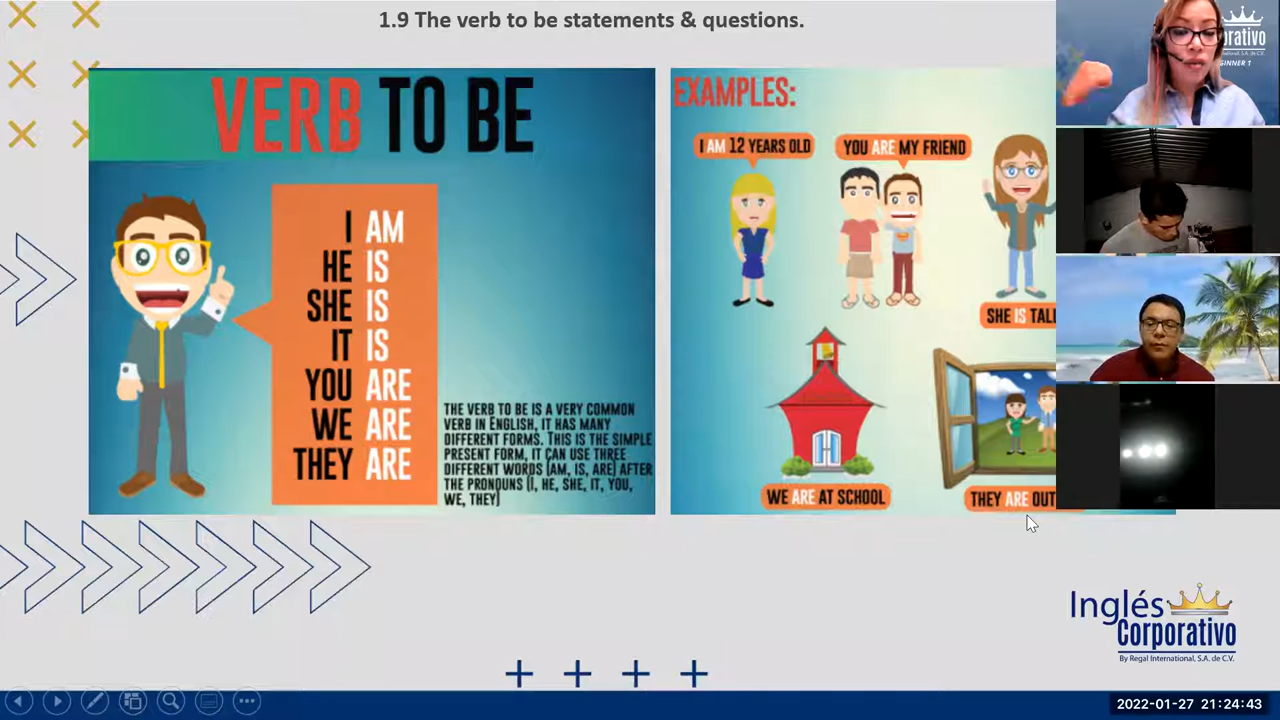 1.9 The verb to be statements & questions.
VERB TO BE
I AM
HE IS
SHE IS
IT IS
YOU ARE
WE ARE
THEY ARE
THE VERB TO BE IS A VERY COMMON
VERB IN ENGLISH, IT HAS MANY
DIFFERENT FORMS. THIS IS THE SIMPLE
PRESENT FORM, IT CAN USE THREE
DIFFERENT WORDS (AM, IS, ARE) AFTER
THE PRONOUNS (I, HE, SHE, IT, YOU,
WE, THEY)
EXAMPLES:
I AM 12 YEARS OLD
YOU ARE MY FRIEND
SHE IS TALL
WE ARE AT SCHOOL
THEY ARE OUT
Inglés
Corporativo
By Regal International, S.A. de C.V.
2022-01-27 21:24:43